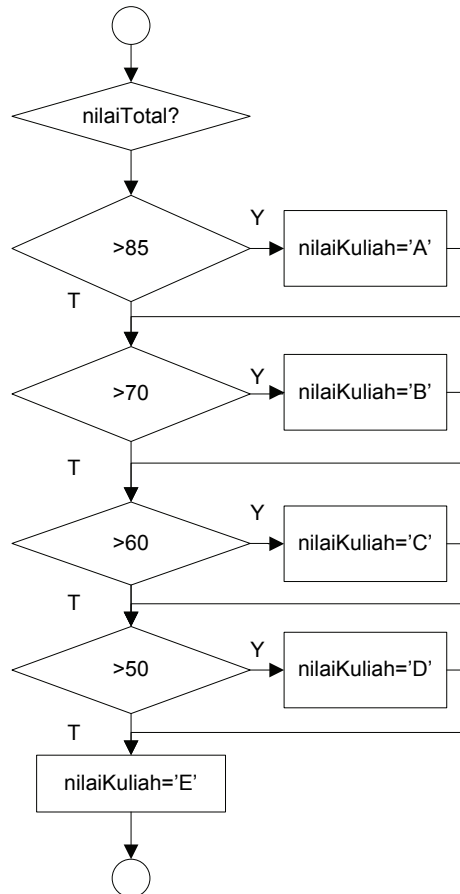 nilaiTotal?
>85
Y
nilaiKuliah=’A’
T
>70
Y
nilaiKuliah=’B’
T
>60
Y
nilaiKuliah=’C’
T
>50
Y
nilaiKuliah=’D’
T
nilaiKuliah=’E’